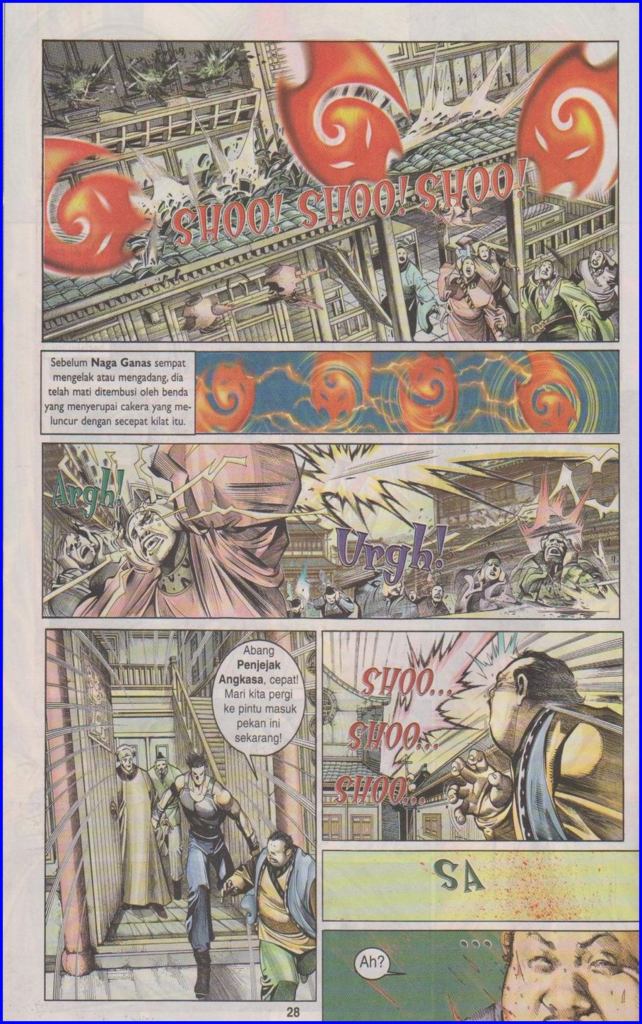 SHOO! SHOO! SHOO!
Sebelum Naga Ganas sempat
mengelak atau mengadang, dia
telah mati ditembusi oleh benda
yang menyerupai cakera yang me-
luncur dengan secepat kilat itu.
Argh!
Urgh!
Abang
Penjejak
Angkasa, cepat!
Mari kita pergi
ke pintu masuk
pekan ini
sekarang!
SHOO...
SHOO...
SHOO...
SA
...
Ah?
28